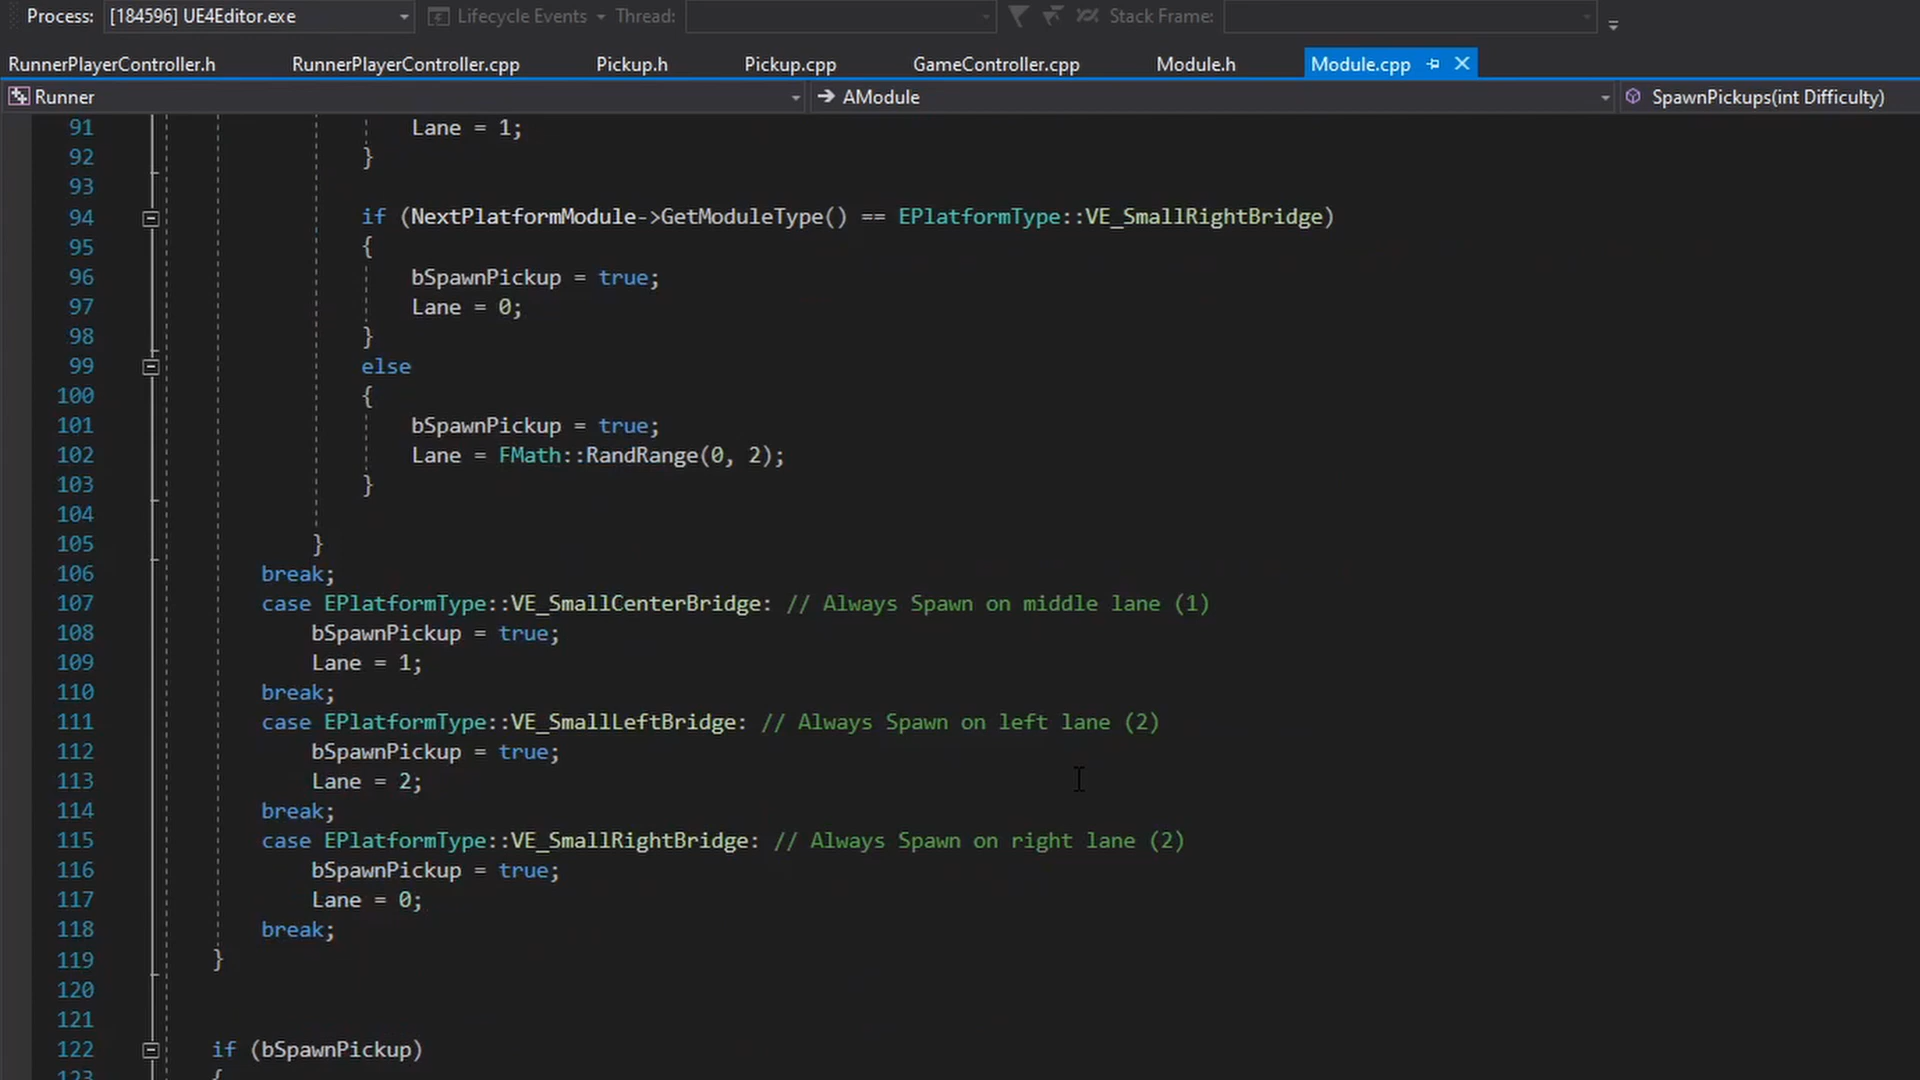 Process: [184596] UE4Editor.exe Lifecycle Events Thread: Stack Frame:
RunnerPlayerController.h RunnerPlayerController.cpp Pickup.h Pickup.cpp GameController.cpp Module.h Module.cpp
Runner AModule SpawnPickups(int Difficulty)
91 Lane = 1;
92 }
93
94 if (NextPlatformModule->GetModuleType() == EPlatformType::VE_SmallRightBridge)
95 {
96 bSpawnPickup = true;
97 Lane = 0;
98 }
99 else
100 {
101 bSpawnPickup = true;
102 Lane = FMath::RandRange(0, 2);
103 }
104
105 }
106 break;
107 case EPlatformType::VE_SmallCenterBridge: // Always Spawn on middle lane (1)
108 bSpawnPickup = true;
109 Lane = 1;
110 break;
111 case EPlatformType::VE_SmallLeftBridge: // Always Spawn on left lane (2)
112 bSpawnPickup = true;
113 Lane = 2;
114 break;
115 case EPlatformType::VE_SmallRightBridge: // Always Spawn on right lane (2)
116 bSpawnPickup = true;
117 Lane = 0;
118 break;
119 }
120
121
122 if (bSpawnPickup)
123 {